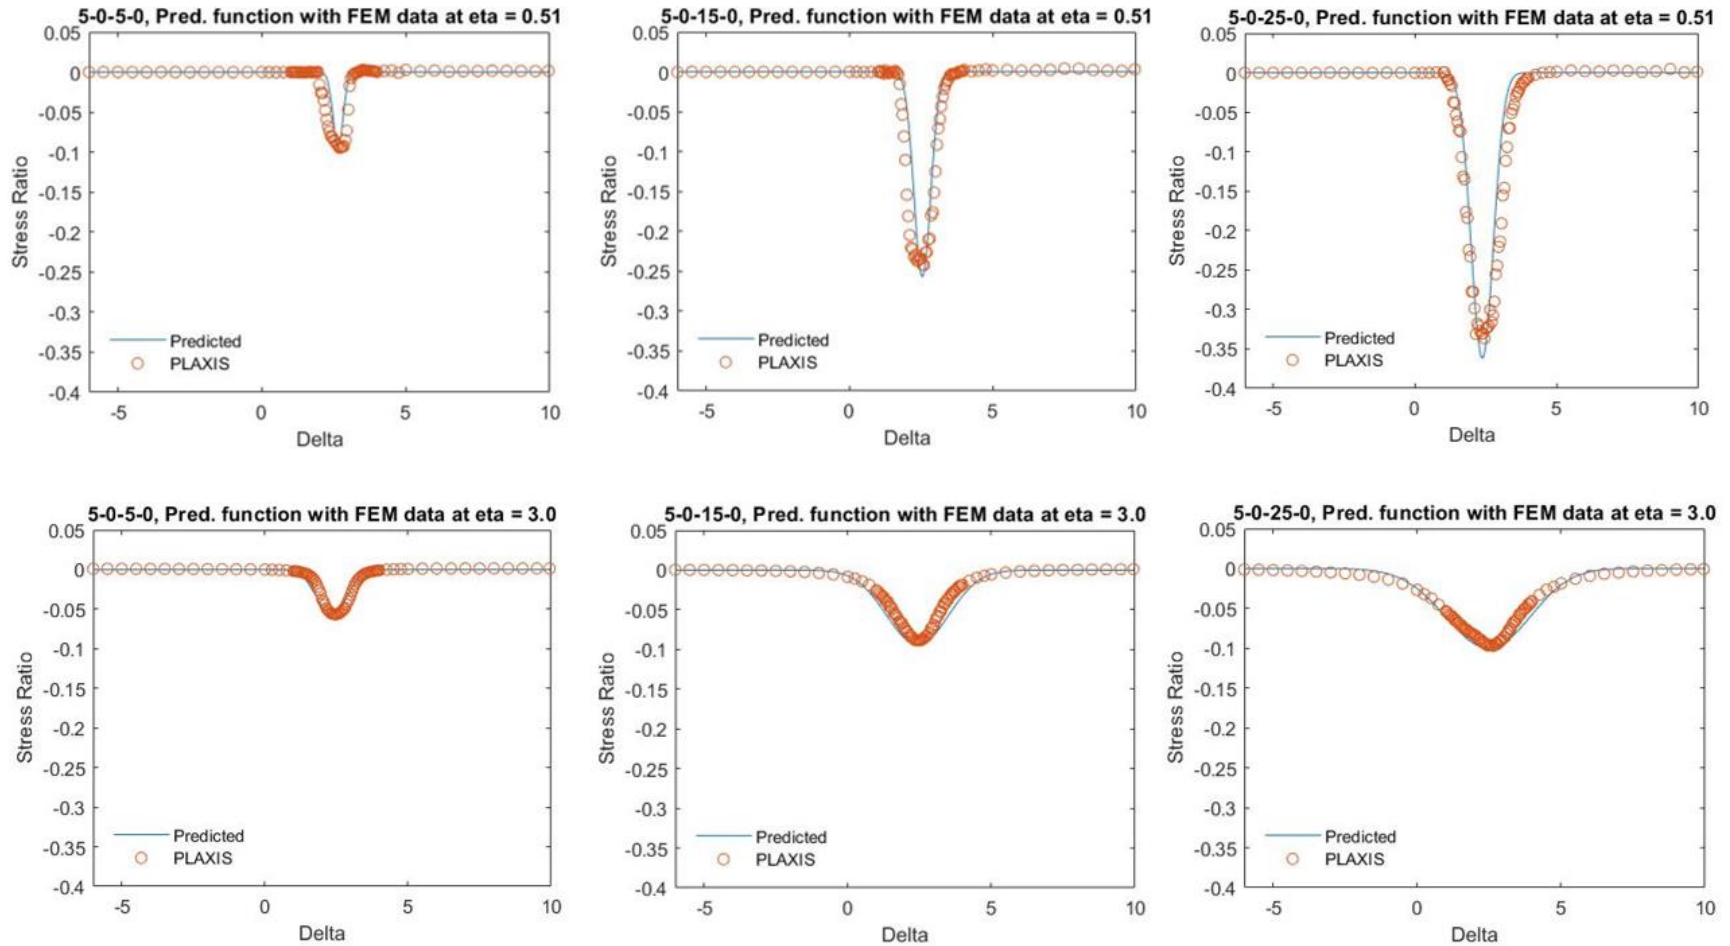 5-0-5-0, Pred. function with FEM data at eta = 0.51
0.05
0
-0.05
-0.1
-0.15
-0.2
-0.25
-0.3
-0.35
-0.4
Stress Ratio
Predicted
PLAXIS
-5
0
5
10
Delta
5-0-15-0, Pred. function with FEM data at eta = 0.51
0.05
0
-0.05
-0.1
-0.15
-0.2
-0.25
-0.3
-0.35
-0.4
Stress Ratio
Predicted
PLAXIS
-5
0
5
10
Delta
5-0-25-0, Pred. function with FEM data at eta = 0.51
0.05
0
-0.05
-0.1
-0.15
-0.2
-0.25
-0.3
-0.35
-0.4
Stress Ratio
Predicted
PLAXIS
-5
0
5
10
Delta
5-0-5-0, Pred. function with FEM data at eta = 3.0
0.05
0
-0.05
-0.1
-0.15
-0.2
-0.25
-0.3
-0.35
-0.4
Stress Ratio
Predicted
PLAXIS
-5
0
5
10
Delta
5-0-15-0, Pred. function with FEM data at eta = 3.0
0.05
0
-0.05
-0.1
-0.15
-0.2
-0.25
-0.3
-0.35
-0.4
Stress Ratio
Predicted
PLAXIS
-5
0
5
10
Delta
5-0-25-0, Pred. function with FEM data at eta = 3.0
0.05
0
-0.05
-0.1
-0.15
-0.2
-0.25
-0.3
-0.35
-0.4
Stress Ratio
Predicted
PLAXIS
-5
0
5
10
Delta